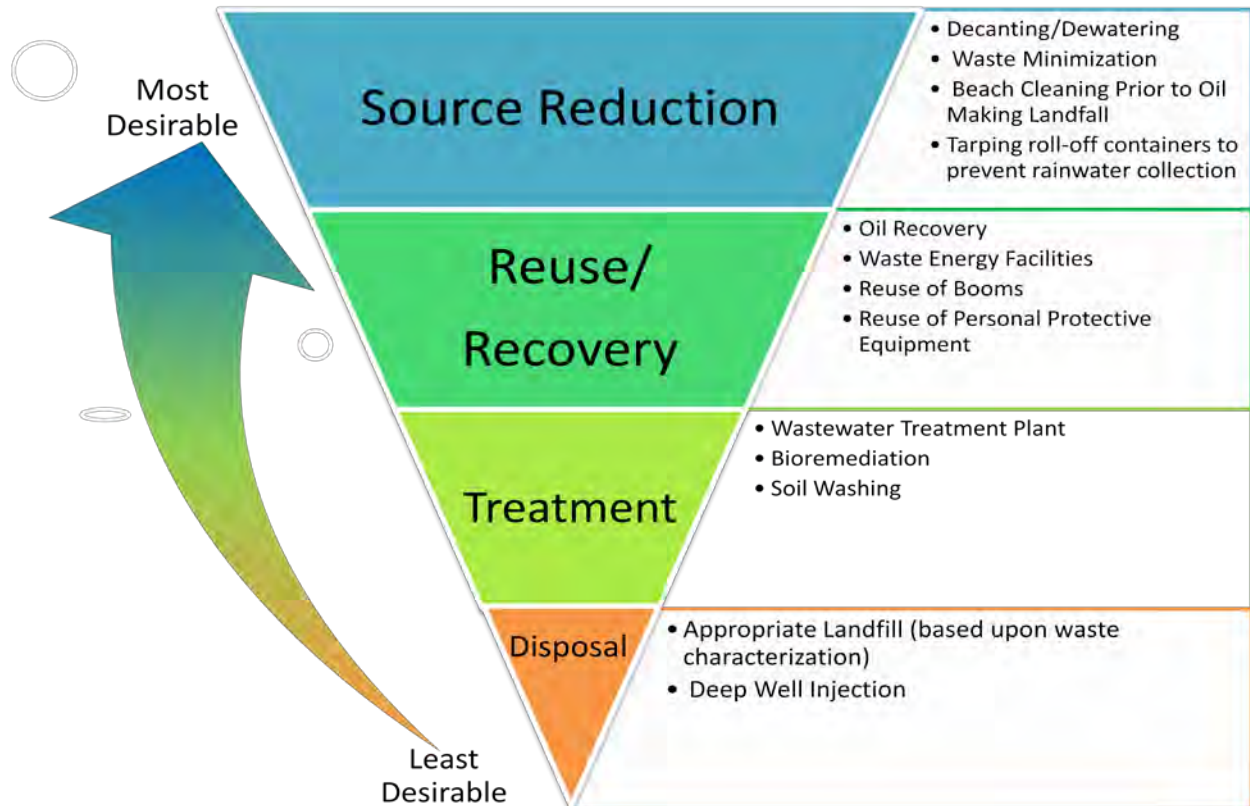 Most
Desirable
Source Reduction
• Decanting/Dewatering
• Waste Minimization
• Beach Cleaning Prior to Oil
Making Landfall
• Tarping roll-off containers to
prevent rainwater collection
Reuse/
Recovery
• Oil Recovery
• Waste Energy Facilities
• Reuse of Booms
• Reuse of Personal Protective
Equipment
Treatment
• Wastewater Treatment Plant
• Bioremediation
• Soil Washing
Disposal
• Appropriate Landfill (based upon waste
characterization)
• Deep Well Injection
Least
Desirable